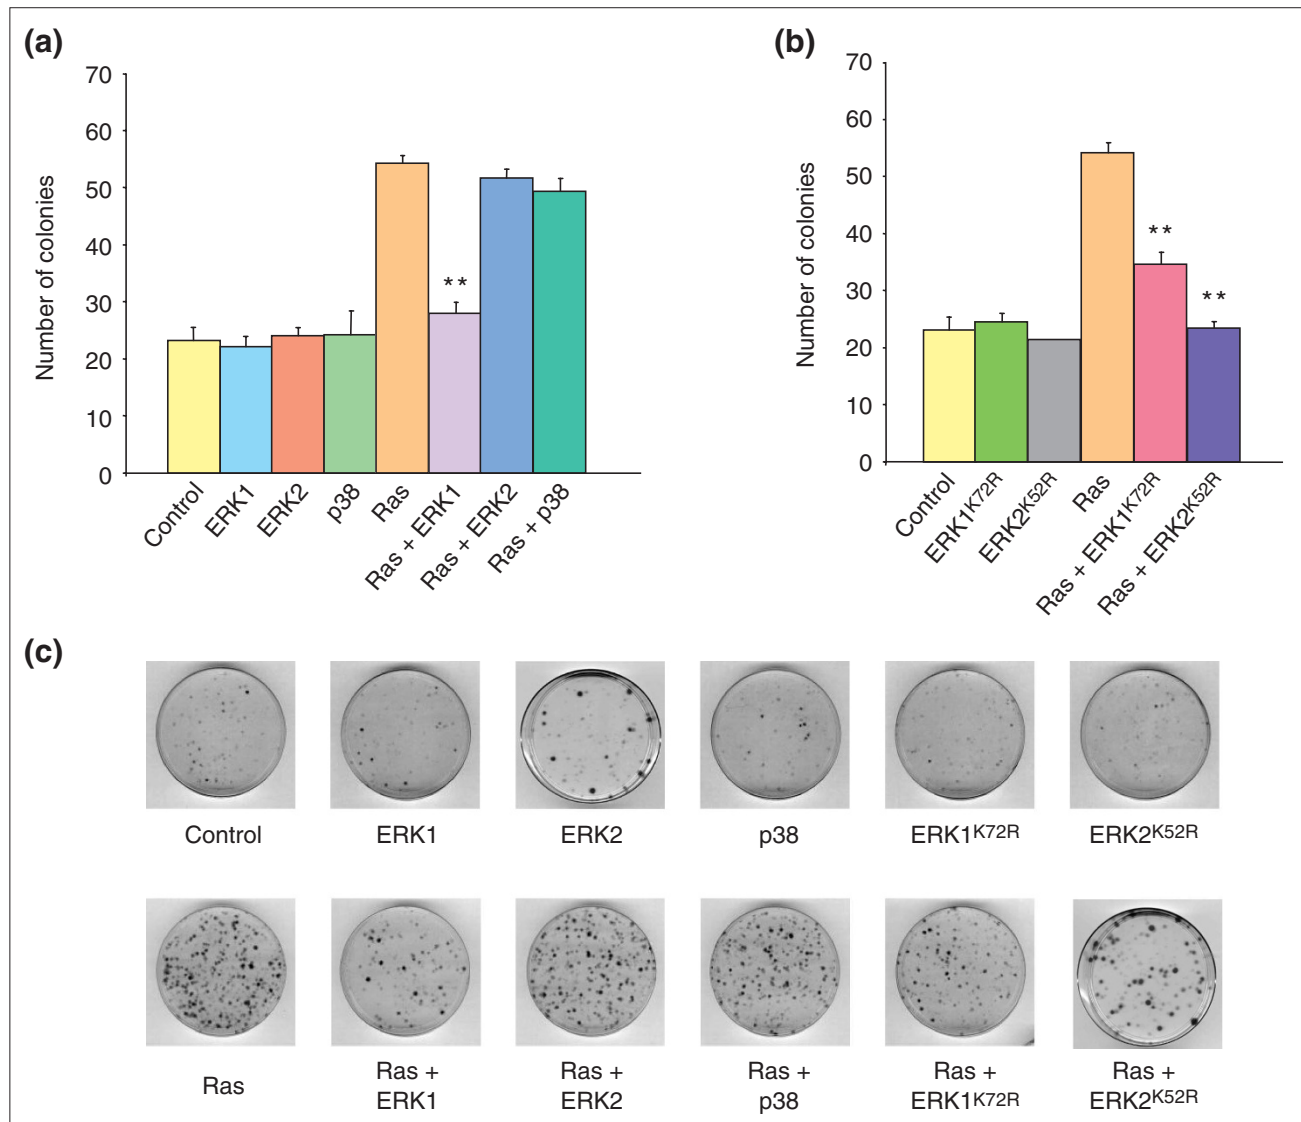 (a)
70
60
50
40
30
20
10
0
Number of colonies
**
Control
ERK1
ERK2
p38
Ras
Ras + ERK1
Ras + ERK2
Ras + p38
(b)
70
60
50
40
30
20
10
0
Number of colonies
**
**
Control
ERK1K72R
ERK2K52R
Ras
Ras + ERK1K72R
Ras + ERK2K52R
(c)
Control
ERK1
ERK2
p38
ERK1K72R
ERK2K52R
Ras
Ras +
ERK1
Ras +
ERK2
Ras +
p38
Ras +
ERK1K72R
Ras +
ERK2K52R